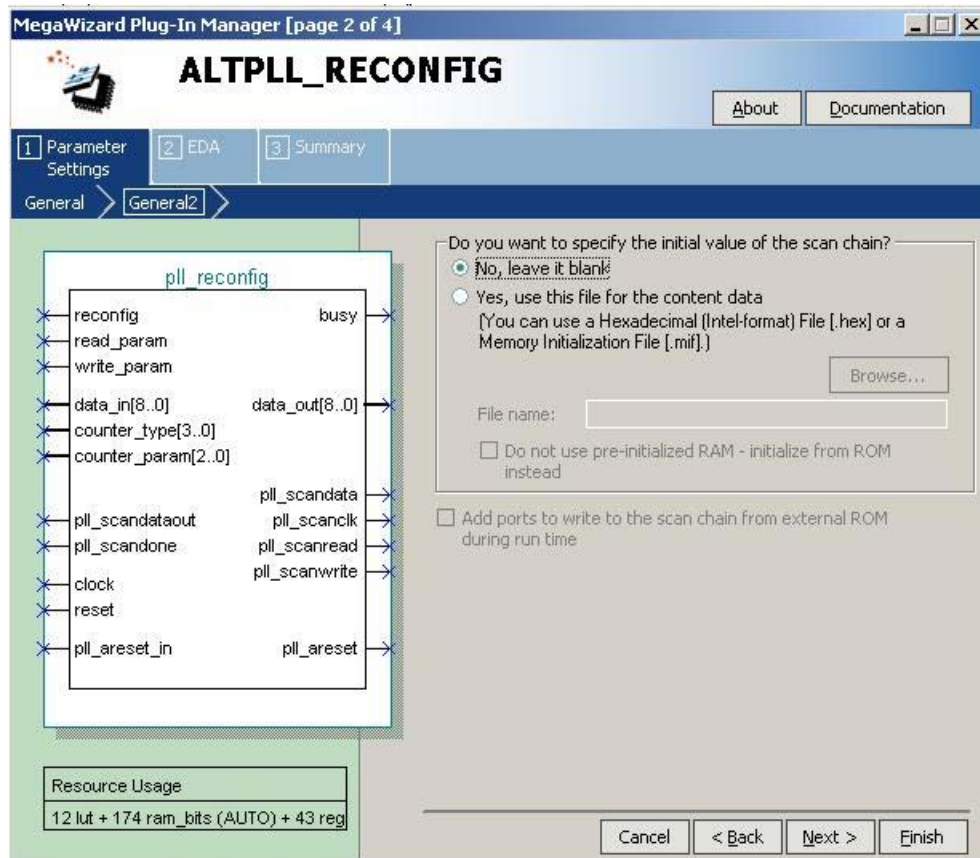 MegaWizard Plug-In Manager [page 2 of 4]
ALTPLL_RECONFIG
About
Documentation
1 Parameter Settings
2 EDA
3 Summary
General
General2
pll_reconfig
reconfig
busy
read_param
write_param
data_in[8..0]
data_out[8..0]
counter_type[3..0]
counter_param[2..0]
pll_scandata
pll_scandataout
pll_scanclk
pll_scandone
pll_scanread
pll_scanwrite
clock
reset
pll_areset_in
pll_areset
Resource Usage
12 lut + 174 ram_bits (AUTO) + 43 reg
Do you want to specify the initial value of the scan chain?
No, leave it blank
Yes, use this file for the content data
(You can use a Hexadecimal (Intel-format) File [.hex] or a
Memory Initialization File [.mif].)
Browse...
File name:
Do not use pre-initialized RAM - initialize from ROM
instead
Add ports to write to the scan chain from external ROM
during run time
Cancel
< Back
Next >
Finish